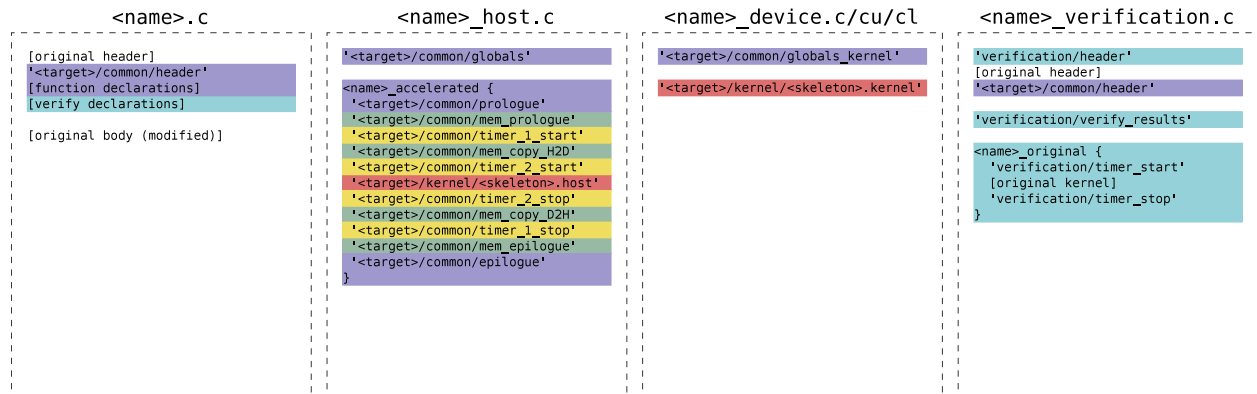 <name>.c
[original header]
'<target>/common/header'
[function declarations]
[verify declarations]
[original body (modified)]
<name>_host.c
'<target>/common/globals'
<name>_accelerated {
'<target>/common/prologue'
'<target>/common/mem_prologue'
'<target>/common/timer_1_start'
'<target>/common/mem_copy_H2D'
'<target>/common/timer_2_start'
'<target>/kernel/<skeleton>.host'
'<target>/common/timer_2_stop'
'<target>/common/mem_copy_D2H'
'<target>/common/timer_1_stop'
'<target>/common/mem_epilogue'
'<target>/common/epilogue'
}
<name>_device.c/cu/cl
'<target>/common/globals_kernel'
'<target>/kernel/<skeleton>.kernel'
<name>_verification.c
'verification/header'
[original header]
'<target>/common/header'
'verification/verify_results'
<name>_original {
'verification/timer_start'
[original kernel]
'verification/timer_stop'
}